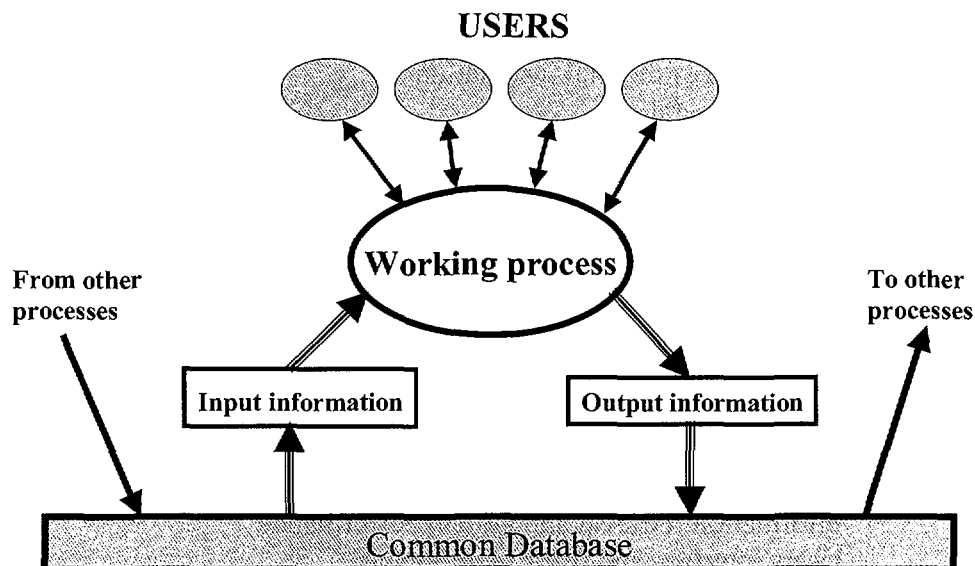 USERS
Working process
From other
processes
To other
processes
Input information
Output information
Common Database